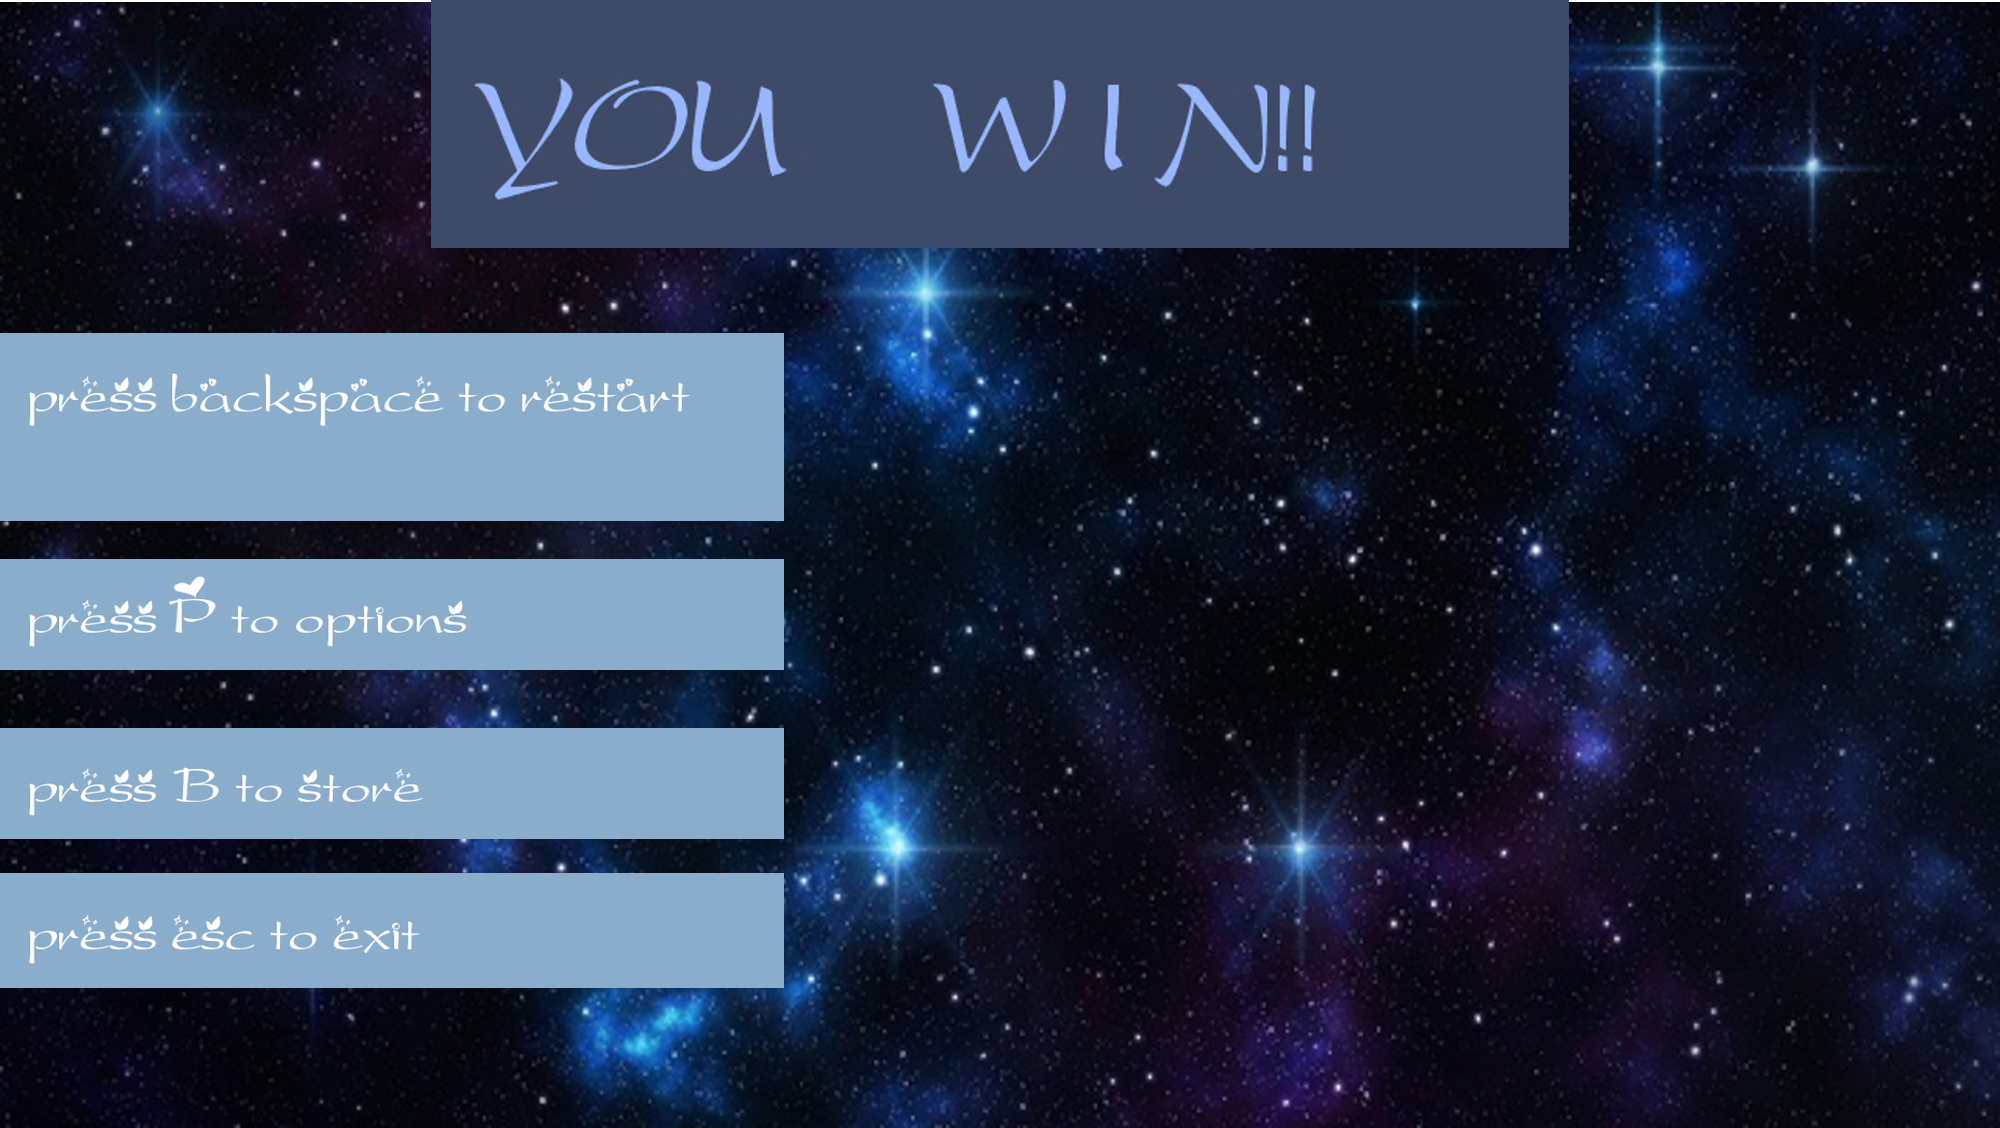 YOU WIN!!
press backspace to restart
press P to options
press B to store
press esc to exit